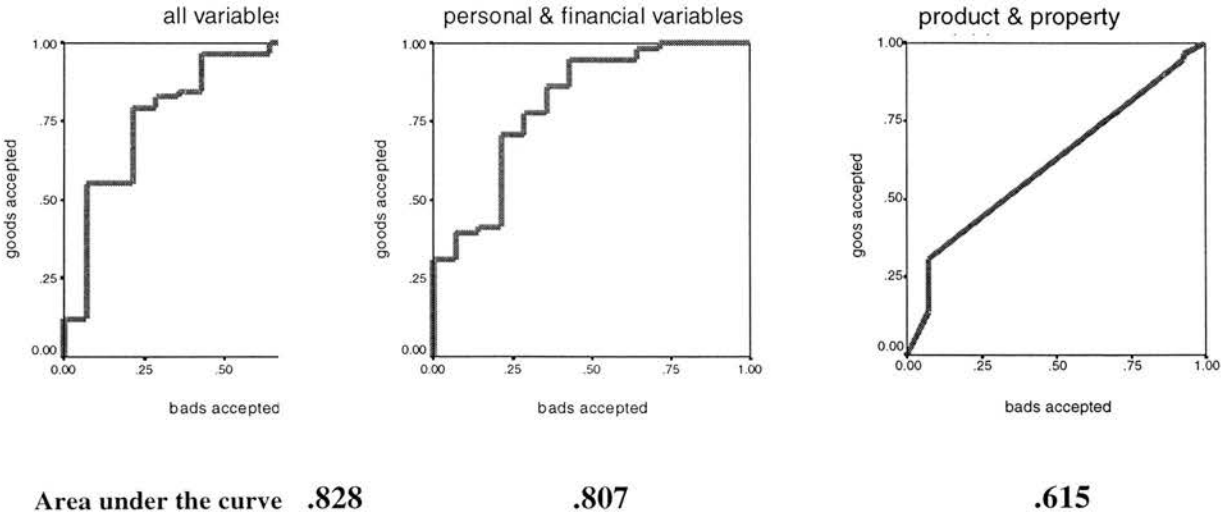 all variables
1.00
.75
.50
.25
0.00
goods accepted
0.00 .25 .50
bads accepted
personal & financial variables
1.00
.75
.50
.25
0.00
goods accepted
0.00 .25 .50 .75 1.00
bads accepted
product & property
1.00
.75
.50
.25
0.00
goos accepted
0.00 .25 .50 .75 1.00
bads accepted
Area under the curve .828 .807 .615